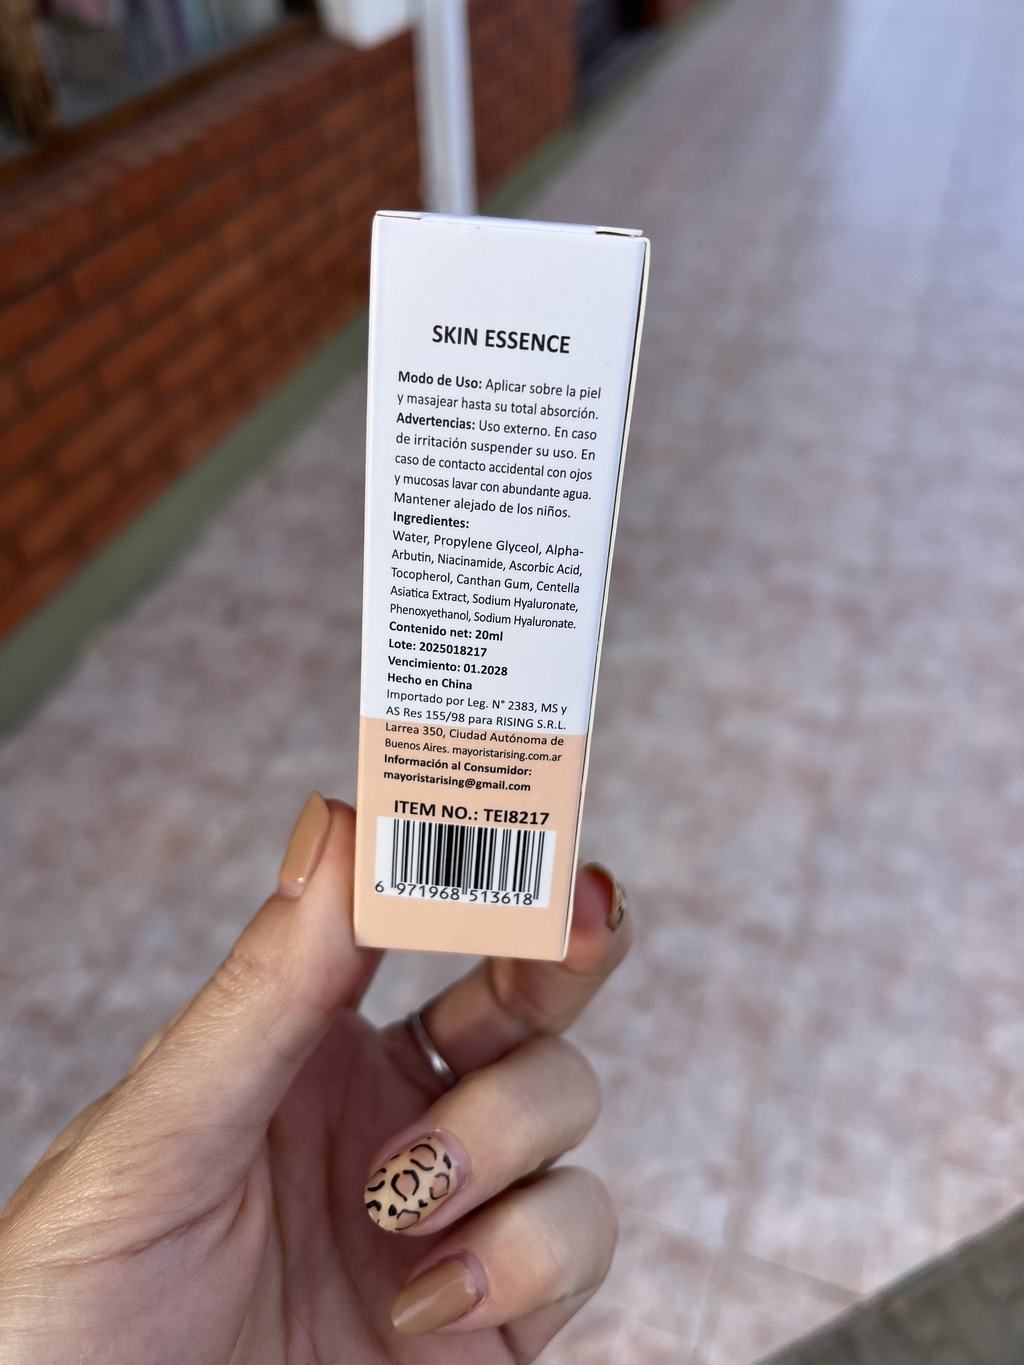 SKIN ESSENCE
Modo de Uso: Aplicar sobre la piel
y masajear hasta su total absorción.
Advertencias: Uso externo. En caso
de irritación suspender su uso. En
caso de contacto accidental con ojos
y mucosas lavar con abundante agua.
Mantener alejado de los niños.
Ingredientes:
Water, Propylene Glyceol, Alpha-
Arbutin, Niacinamide, Ascorbic Acid,
Tocopherol, Canthan Gum, Centella
Asiatica Extract, Sodium Hyaluronate,
Phenoxyethanol, Sodium Hyaluronate.
Contenido net: 20ml
Lote: 2025018217
Vencimiento: 01.2028
Hecho en China
Importado por Leg. N° 2383, MS y
AS Res 155/98 para RISING S.R.L.
Larrea 350, Ciudad Autónoma de
Buenos Aires. mayoristarising.com.ar
Información al Consumidor:
mayoristarising@gmail.com
ITEM NO.: TEI8217
6 971968 513618